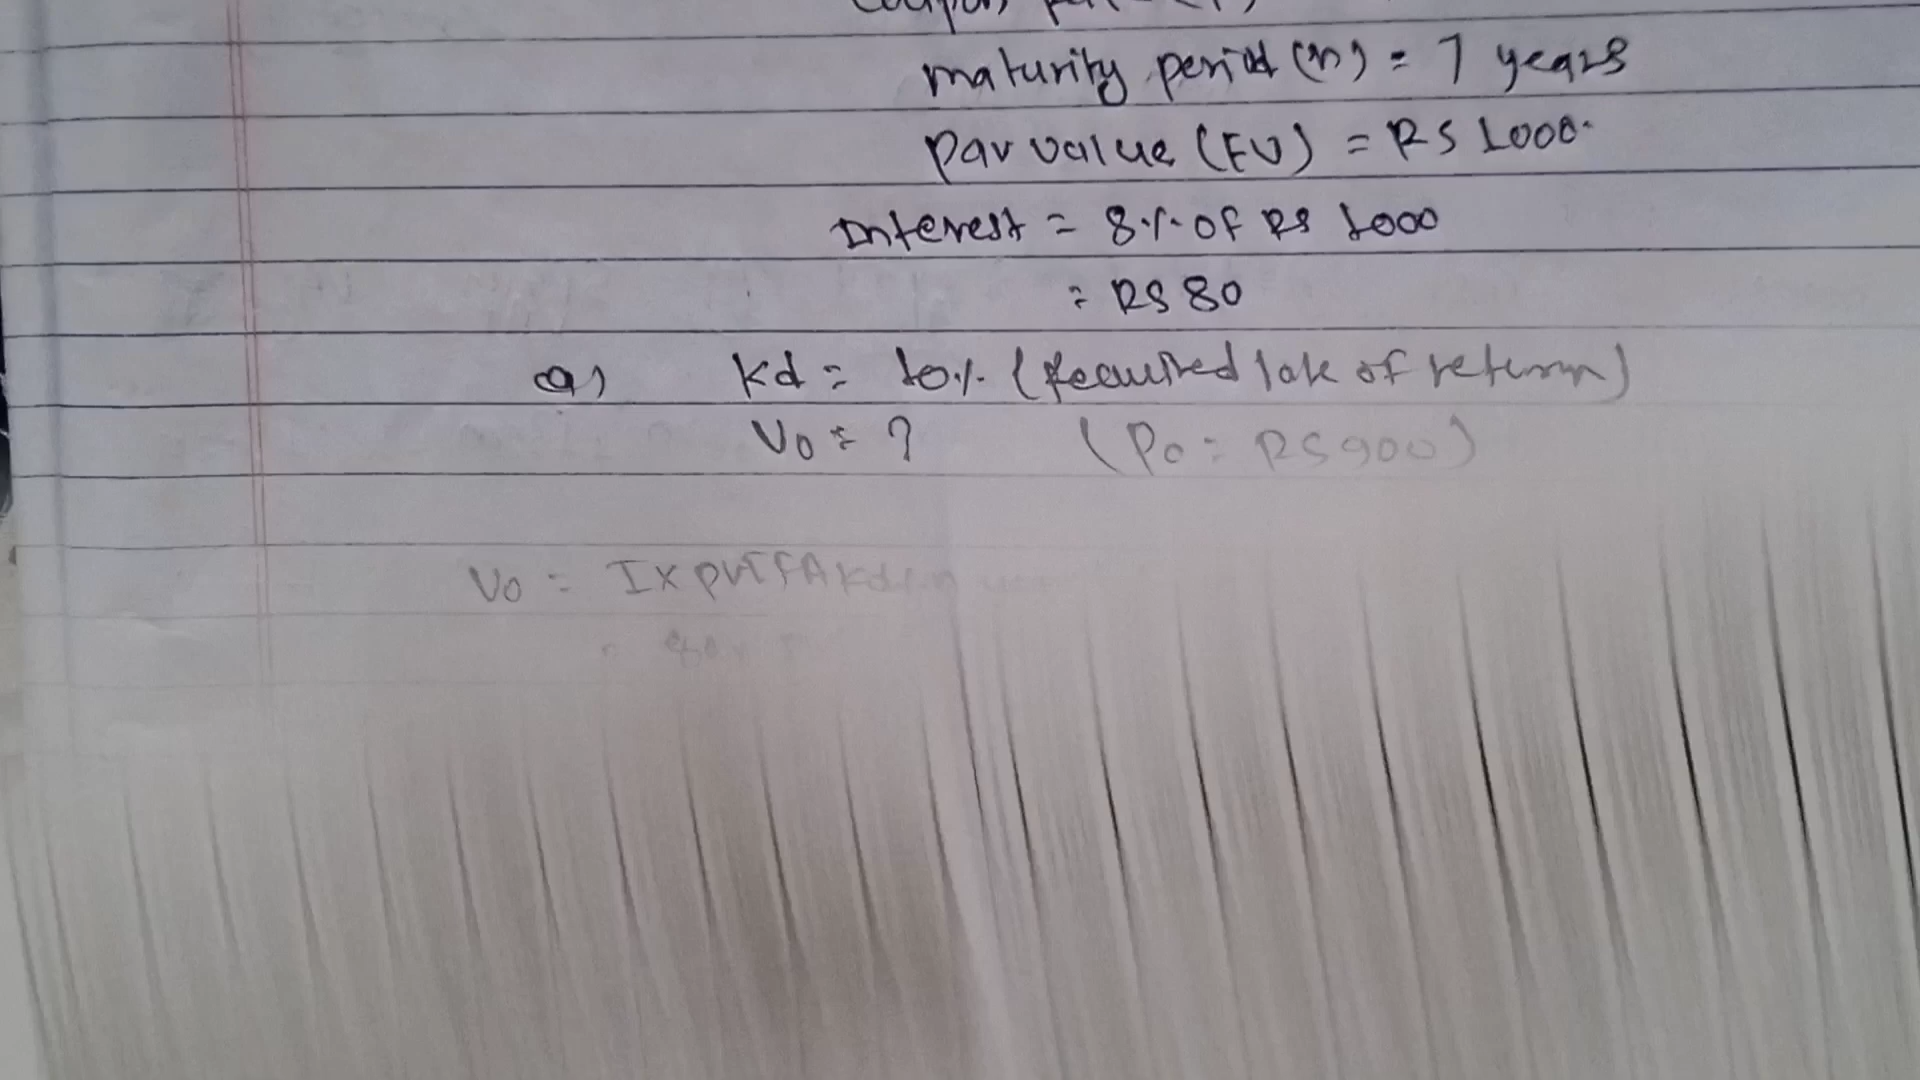 maturity period (n) = 7 years
Par value (FV) = RS 1000.
Interest = 8% of RS 1000
= RS 80
a) Kd = 10% (Required rate of return)
V0 = ? (P0 = RS 900)
V0 = I X PVIFA